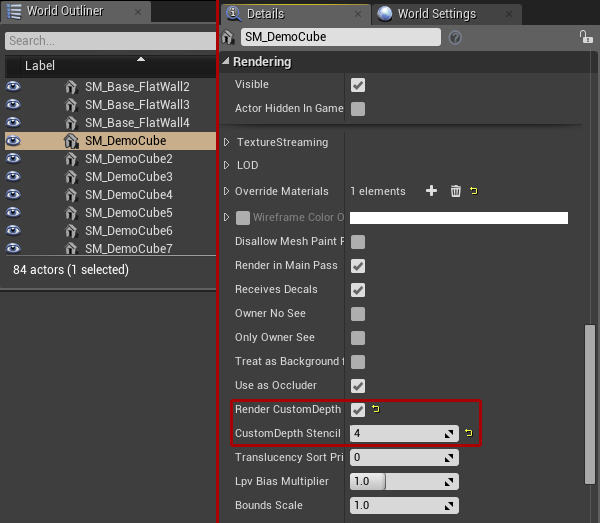 World Outliner
Search...
Label
SM_Base_FlatWall2
SM_Base_FlatWall3
SM_Base_FlatWall4
SM_DemoCube
SM_DemoCube2
SM_DemoCube3
SM_DemoCube4
SM_DemoCube5
SM_DemoCube6
SM_DemoCube7
84 actors (1 selected)
Details
World Settings
SM_DemoCube
Rendering
Visible
Actor Hidden In Game
TextureStreaming
LOD
Override Materials 1 elements
Wireframe Color O
Disallow Mesh Paint P
Render in Main Pass
Receives Decals
Owner No See
Only Owner See
Treat as Background f
Use as Occluder
Render CustomDepth
CustomDepth Stencil 4
Translucency Sort Pri 0
Lpv Bias Multiplier 1.0
Bounds Scale 1.0